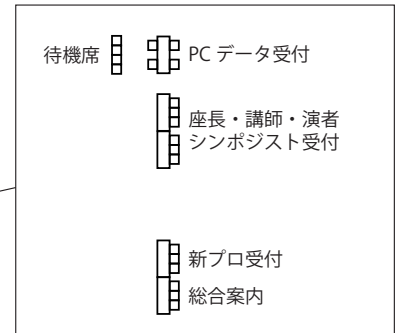 待機席
PC データ受付
座長・講師・演者
シンポジスト受付
新プロ受付
総合案内